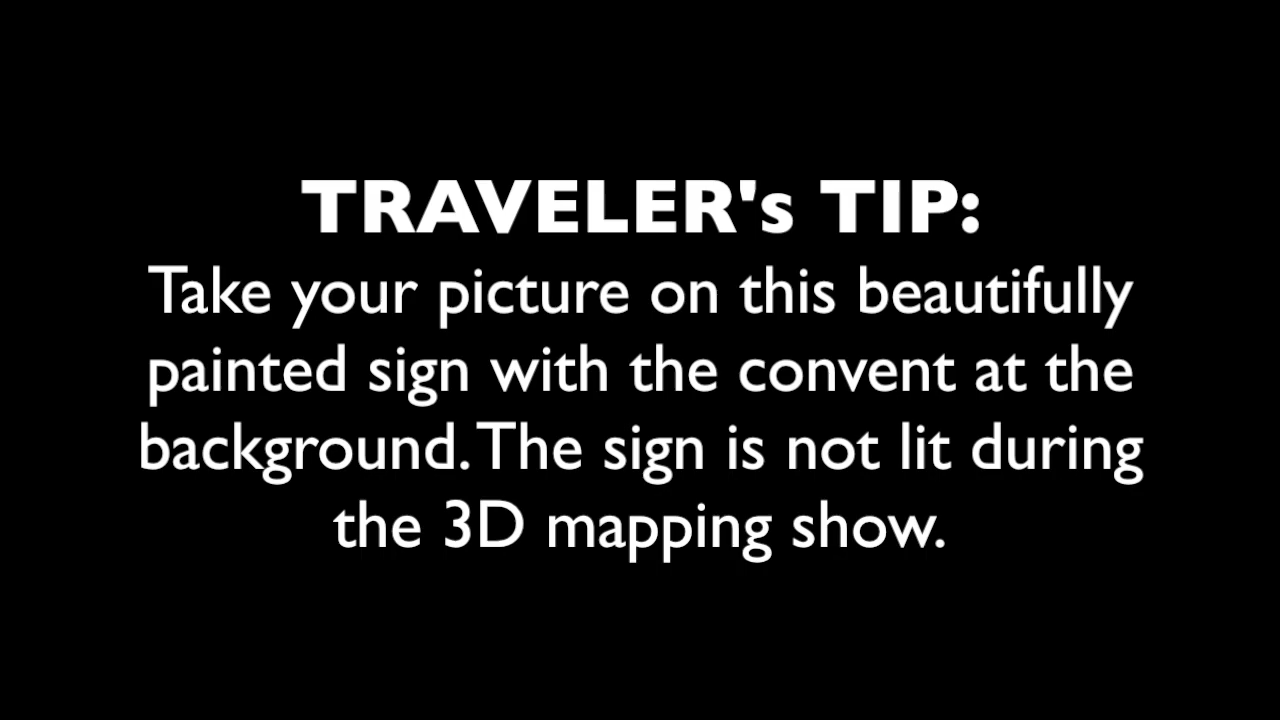 TRAVELER's TIP:
Take your picture on this beautifully
painted sign with the convent at the
background. The sign is not lit during
the 3D mapping show.